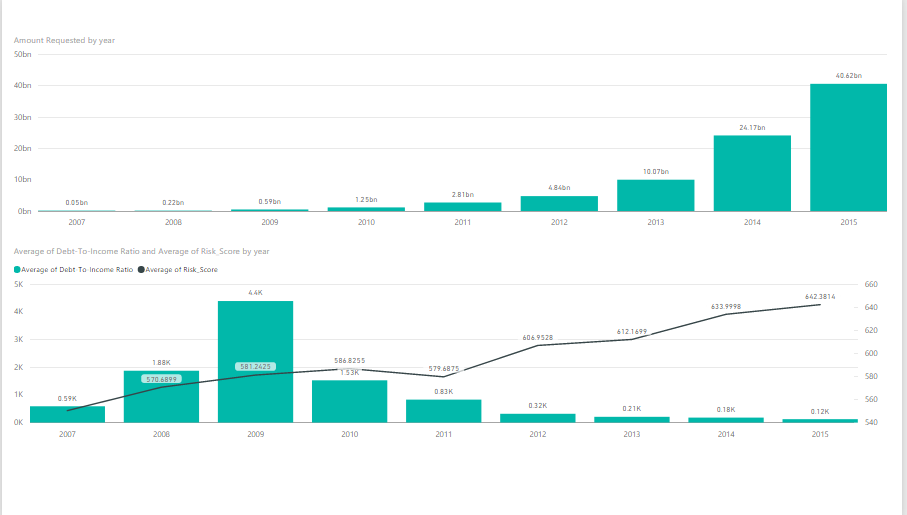 Amount Requested by year
50bn
40.62bn
40bn
30bn
24.17bn
20bn
10.07bn
10bn
4.84bn
2.81bn
1.25bn
0.59bn
0.22bn
0.05bn
0bn
2007 2008 2009 2010 2011 2012 2013 2014 2015
Average of Debt-To-Income Ratio and Average of Risk_Score by year
Average of Debt-To-Income Ratio Average of Risk_Score
5K 660
4.4K 642.3814
4K 633.9998 640
612.1699 620
3K 606.9528
586.8255 600
1.88K 581.2425 579.6875
2K 1.53K 580
570.6899
0.59K 0.83K 560
1K
0.32K 0.21K 0.18K 0.12K
0K 540
2007 2008 2009 2010 2011 2012 2013 2014 2015